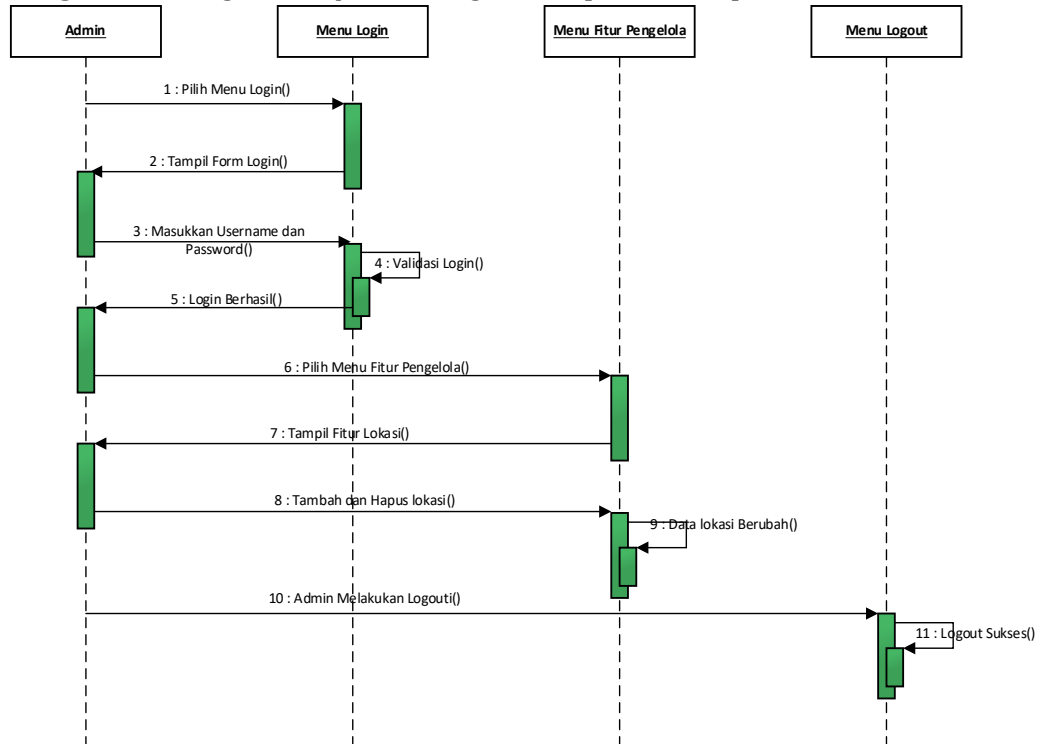 Admin
Menu Login
Menu Fitur Pengelola
Menu Logout
1 : Pilih Menu Login()
2 : Tampil Form Login()
3 : Masukkan Username dan
Password()
4 : Validasi Login()
5 : Login Berhasil()
6 : Pilih Menu Fitur Pengelola()
7 : Tampil Fitur Lokasi()
8 : Tambah dan Hapus lokasi()
9 : Data lokasi Berubah()
10 : Admin Melakukan Logouti()
11 : Logout Sukses()